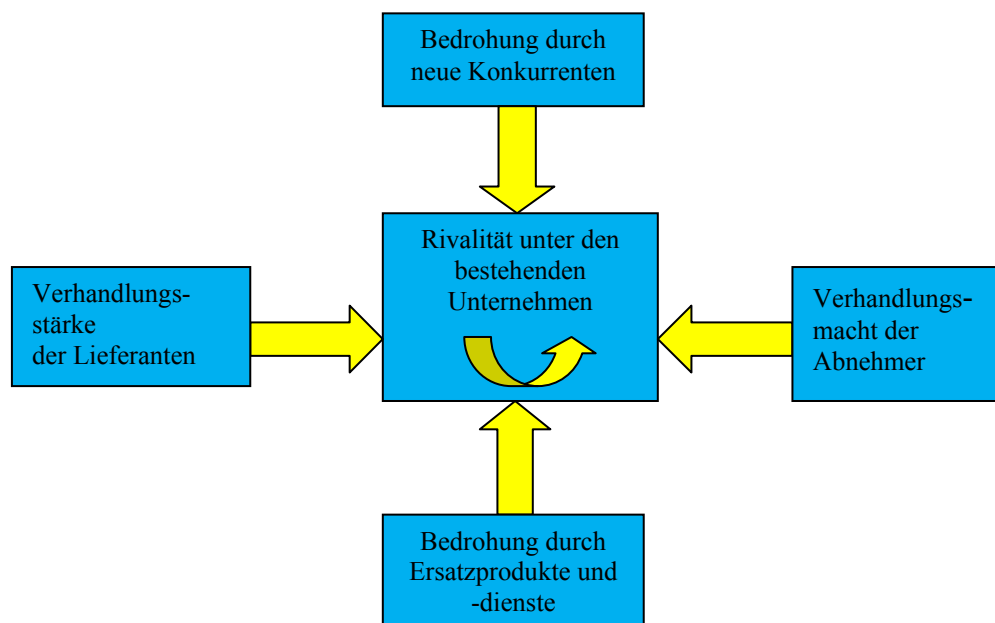 Bedrohung durch
neue Konkurrenten
Rivalität unter den
bestehenden
Unternehmen
Verhandlungs-
stärke
der Lieferanten
Verhandlungs-
macht der
Abnehmer
Bedrohung durch
Ersatzprodukte und
-dienste